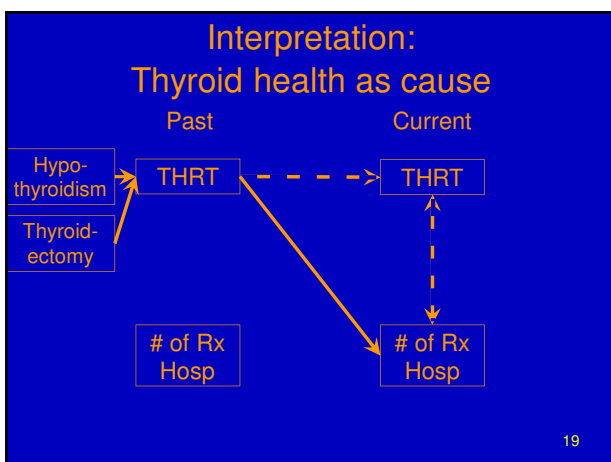 Interpretation:
Thyroid health as cause
Past
Current
Hypo-
thyroidism
THRT
THRT
Thyroid-
ectomy
# of Rx
Hosp
# of Rx
Hosp
19